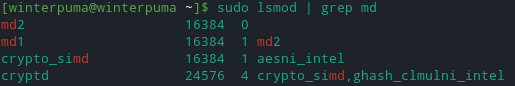 [winterpuma@winterpuma ~]$ sudo lsmod | grep md
md2 16384 0
md1 16384 1 md2
crypto_simd 16384 1 aesni_intel
cryptd 24576 4 crypto_simd,ghash_clmulni_intel